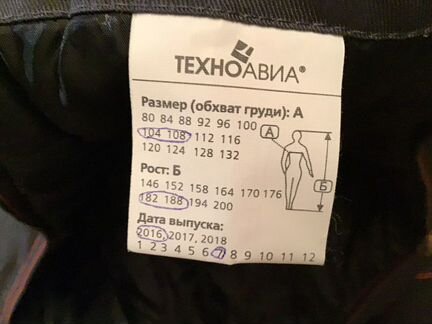 ТЕХНОАВИА®
Размер (обхват груди): А
80 84 88 92 96 100
104 108 112 116
120 124 128 132
Рост: Б
146 152 158 164 170 176
182 188 194 200
Дата выпуска:
2016, 2017, 2018
1 2 3 4 5 6 7 8 9 10 11 12
А
Б